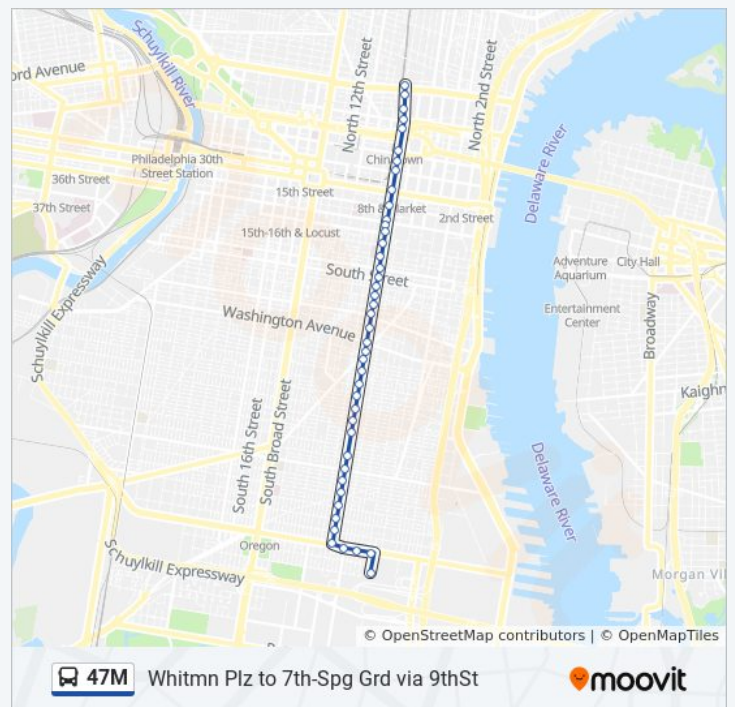 Schuylkill River
ord Avenue
North 12th Street
North 2nd Street
Delaware River
Philadelphia 30th
Street Station
Chin town
36th Street
15th Street
37th Street
8th & Market
2nd Street
15th-16th & Locust
South Street
Adventure
Aquarium
City Hall
Entertainment
Center
Washington Avenue
Broadway
Schuylkill Expressway
Kaighn
South 16th Street
South Broad Street
Delaware River
Oregon
Schuylkill Expressway
Morgan Vil
© OpenStreetMap contributors | © OpenMapTiles
47M Whitmn Plz to 7th-Spg Grd via 9thSt
moovit